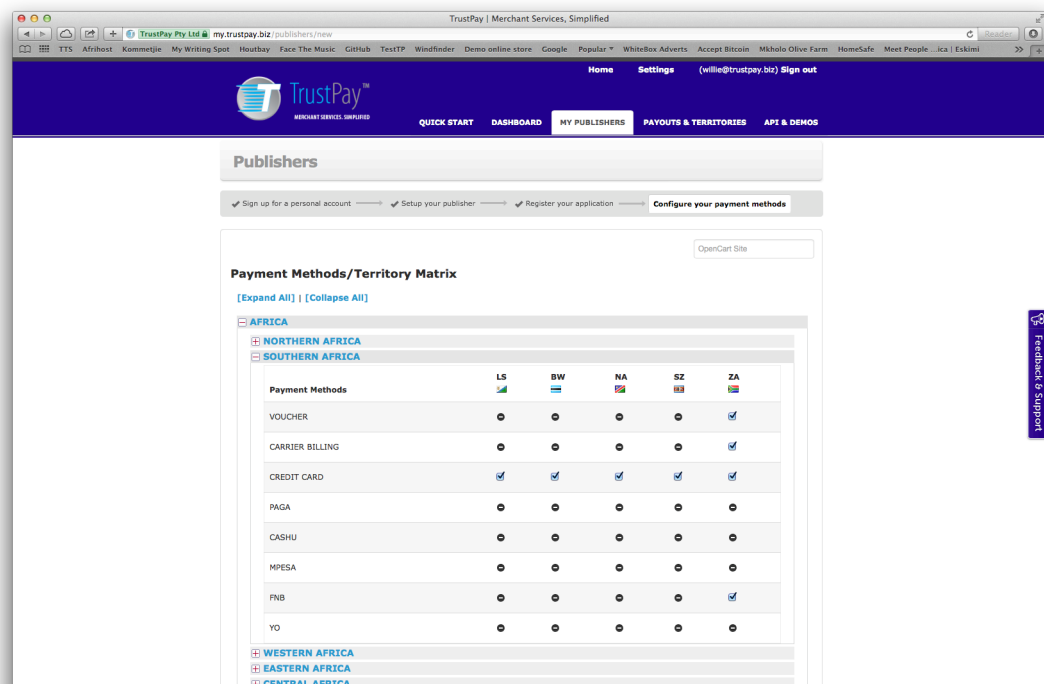 TrustPay | Merchant Services, Simplified
TrustPay Pty Ltd my.trustpay.biz/publishers/new
Reader
TTS Afrihost Kommetjie My Writing Spot Houtbay Face The Music GitHub TestTP Windfinder Demo online store Google Popular WhiteBox Adverts Accept Bitcoin Mkholo Olive Farm HomeSafe Meet People ...ica | Eskimi
Home Settings (willie@trustpay.biz) Sign out
TrustPay™
MERCHANT SERVICES. SIMPLIFIED
QUICK START DASHBOARD MY PUBLISHERS PAYOUTS & TERRITORIES API & DEMOS
Publishers
Sign up for a personal account Setup your publisher Register your application Configure your payment methods
OpenCart Site
Payment Methods/Territory Matrix
[Expand All] | [Collapse All]
AFRICA
NORTHERN AFRICA
SOUTHERN AFRICA
LS BW NA SZ ZA
Payment Methods
VOUCHER
CARRIER BILLING
CREDIT CARD
PAGA
CASHU
MPESA
FNB
YO
WESTERN AFRICA
EASTERN AFRICA
CENTRAL AFRICA
Feedback & Support